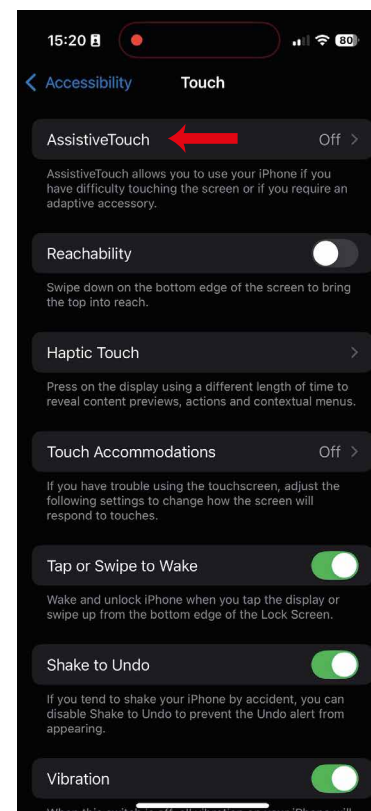 15:20
80
Accessibility
Touch
AssistiveTouch
Off
AssistiveTouch allows you to use your iPhone if you
have difficulty touching the screen or if you require an
adaptive accessory.
Reachability
Swipe down on the bottom edge of the screen to bring
the top into reach.
Haptic Touch
Press on the display using a different length of time to
reveal content previews, actions and contextual menus.
Touch Accommodations
Off
If you have trouble using the touchscreen, adjust the
following settings to change how the screen will
respond to touches.
Tap or Swipe to Wake
Wake and unlock iPhone when you tap the display or
swipe up from the bottom edge of the Lock Screen.
Shake to Undo
If you tend to shake your iPhone by accident, you can
disable Shake to Undo to prevent the Undo alert from
appearing.
Vibration